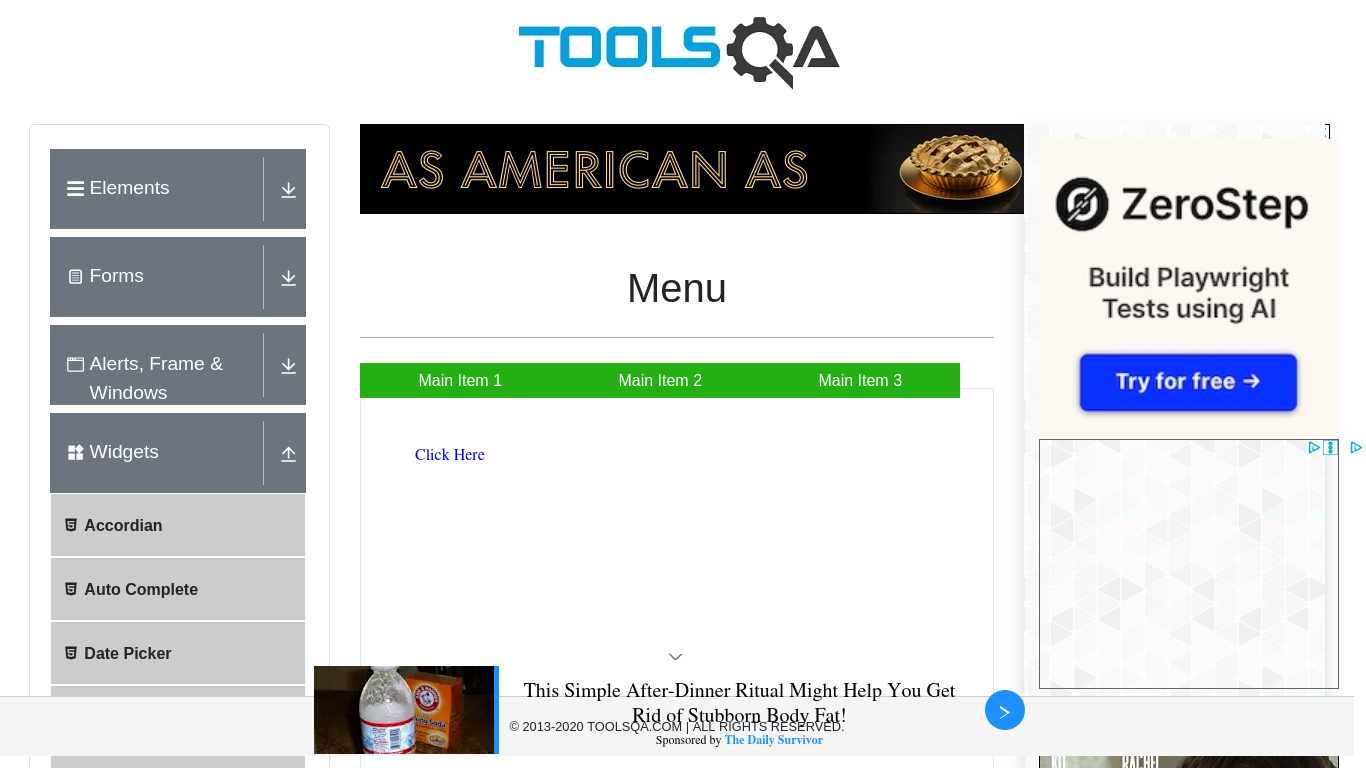 TOOLSQA
Elements
Forms
Alerts, Frame &
Windows
Widgets
Accordian
Auto Complete
Date Picker
AS AMERICAN AS
Menu
Main Item 1
Main Item 2
Main Item 3
Click Here
ZeroStep
Build Playwright
Tests using AI
Try for free →
This Simple After-Dinner Ritual Might Help You Get
Rid of Stubborn Body Fat!
© 2013-2020 TOOLSQA.COM | ALL RIGHTS RESERVED.
Sponsored by The Daily Survivor
RACHEL